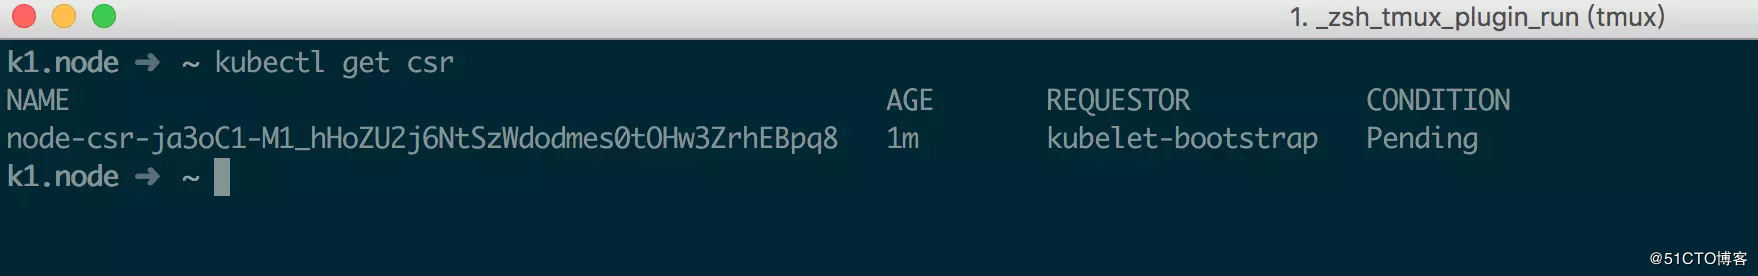 1. _zsh_tmux_plugin_run (tmux)
k1.node ➜ ~ kubectl get csr
NAME AGE REQUESTOR CONDITION
node-csr-ja3oC1-M1_hHoZU2j6NtSzWdodmes0tOHw3ZrhEBpq8 1m kubelet-bootstrap Pending
k1.node ➜ ~
@51CTO博客